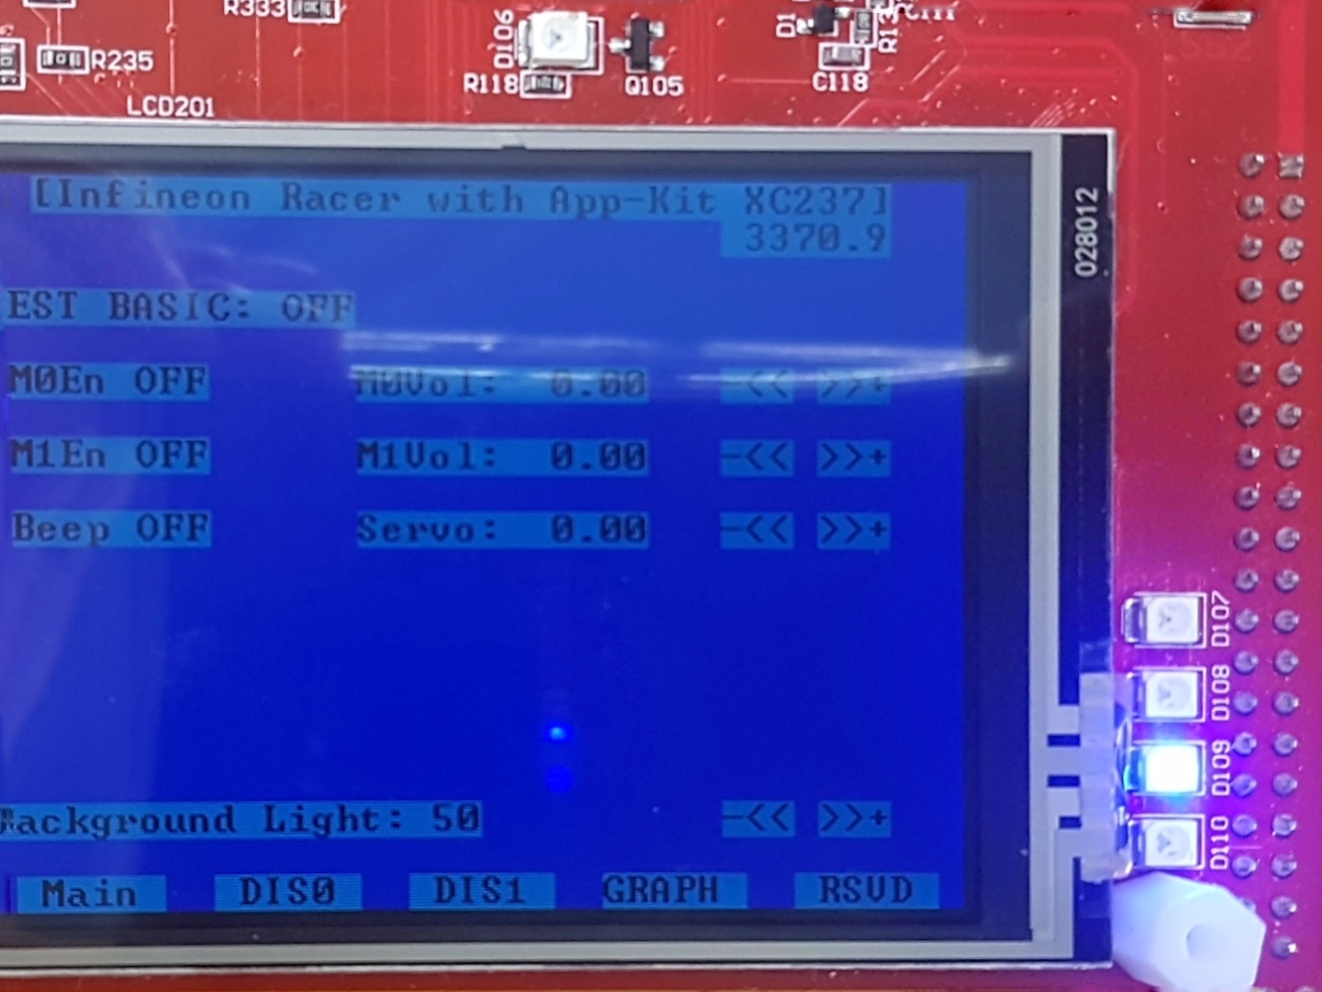 R333
D106
D1
R235
R118
Q105
C118
LCD201
[Infineon Racer with App-Kit XC237]
3370.9
028012
EST BASIC: OFF
M0En OFF M0Vol: 0.00 -<< >>+
M1En OFF M1Vol: 0.00 -<< >>+
Beep OFF Servo: 0.00 -<< >>+
D107
D108
D109
D110
Background Light: 50 -<< >>+
Main DIS0 DIS1 GRAPH RSVD